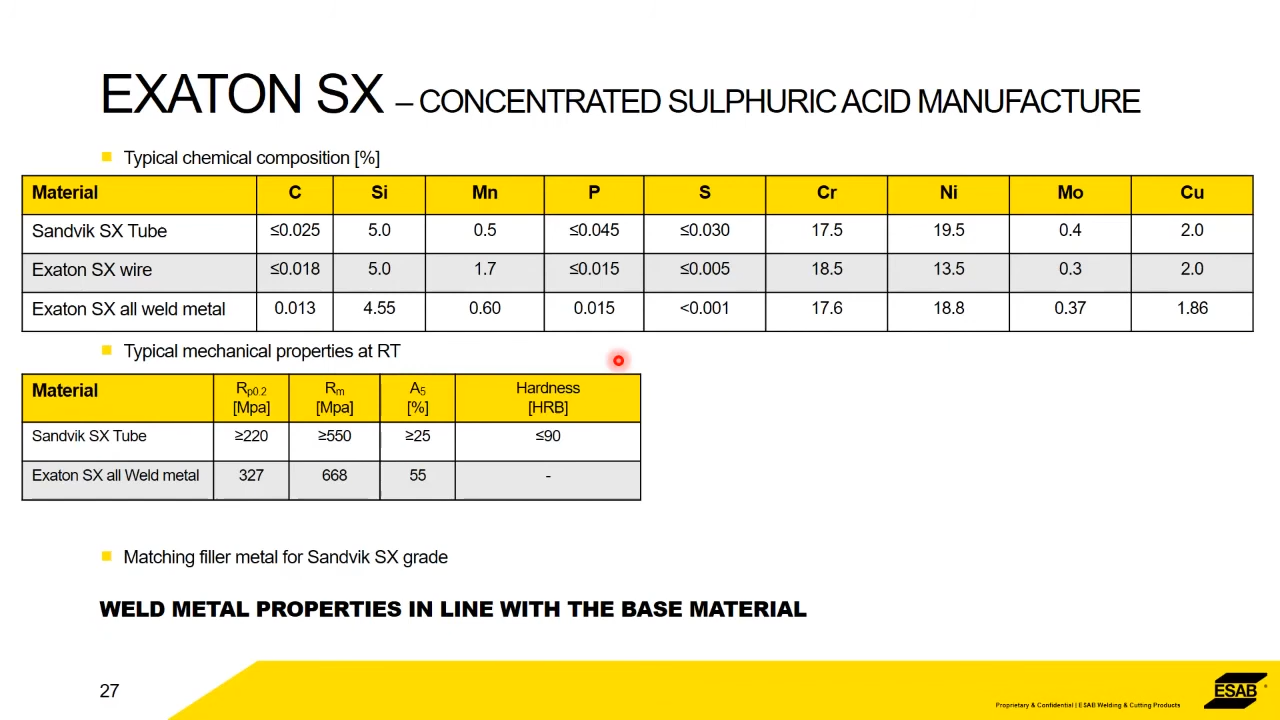 EXATON SX – CONCENTRATED SULPHURIC ACID MANUFACTURE
Typical chemical composition [%]
Material C Si Mn P S Cr Ni Mo Cu
Sandvik SX Tube ≤0.025 5.0 0.5 ≤0.045 ≤0.030 17.5 19.5 0.4 2.0
Exaton SX wire ≤0.018 5.0 1.7 ≤0.015 ≤0.005 18.5 13.5 0.3 2.0
Exaton SX all weld metal 0.013 4.55 0.60 0.015 <0.001 17.6 18.8 0.37 1.86
Typical mechanical properties at RT
Material Rp0.2 [Mpa] Rm [Mpa] A5 [%] Hardness [HRB]
Sandvik SX Tube ≥220 ≥550 ≥25 ≤90
Exaton SX all Weld metal 327 668 55 -
Matching filler metal for Sandvik SX grade
WELD METAL PROPERTIES IN LINE WITH THE BASE MATERIAL
27
Proprietary & Confidential | ESAB Welding & Cutting Products
ESAB